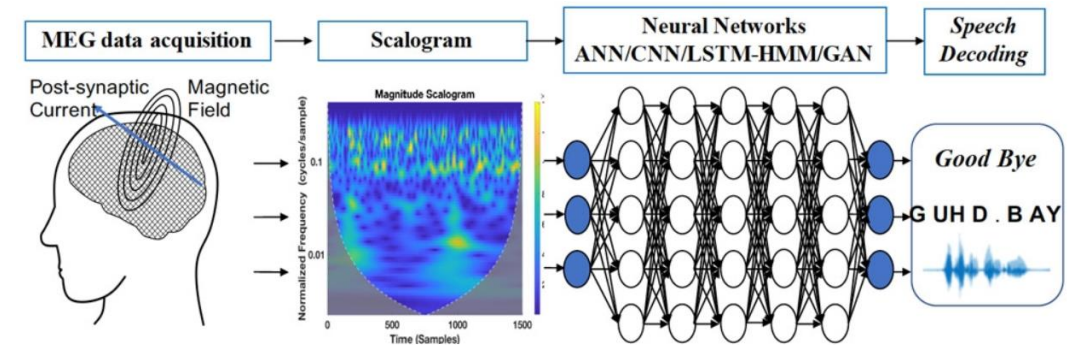 MEG data acquisition
Scalogram
Neural Networks
ANN/CNN/LSTM-HMM/GAN
Speech
Decoding
Post-synaptic
Current
Magnetic
Field
Magnitude Scalogram
Normalized Frequency (cycles/sample)
0.1
0.01
0
500
1000
1500
Time (Samples)
Good Bye
G UH D . B AY